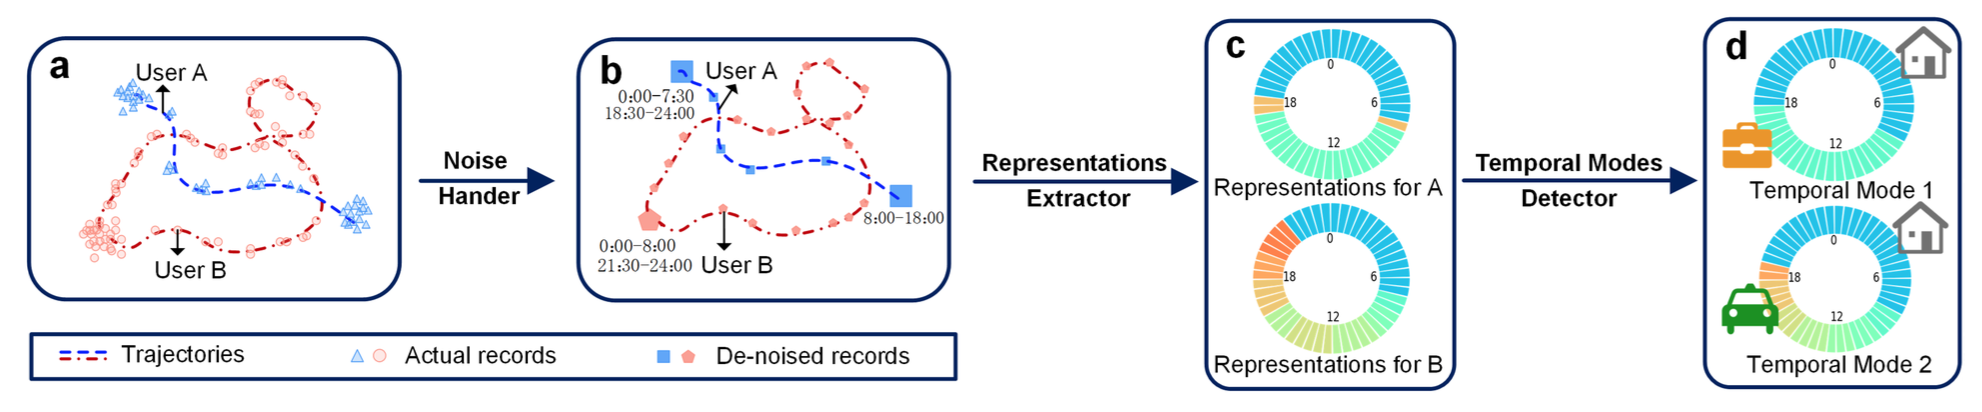 a
User A
User B
Noise
Hander
b
User A
0:00-7:30
18:30-24:00
8:00-18:00
0:00-8:00
21:30-24:00
User B
Representations
Extractor
c
0
18
6
12
Representations for A
0
18
6
12
Representations for B
Temporal Modes
Detector
d
0
18
6
12
Temporal Mode 1
0
18
6
12
Temporal Mode 2
Trajectories
Actual records
De-noised records